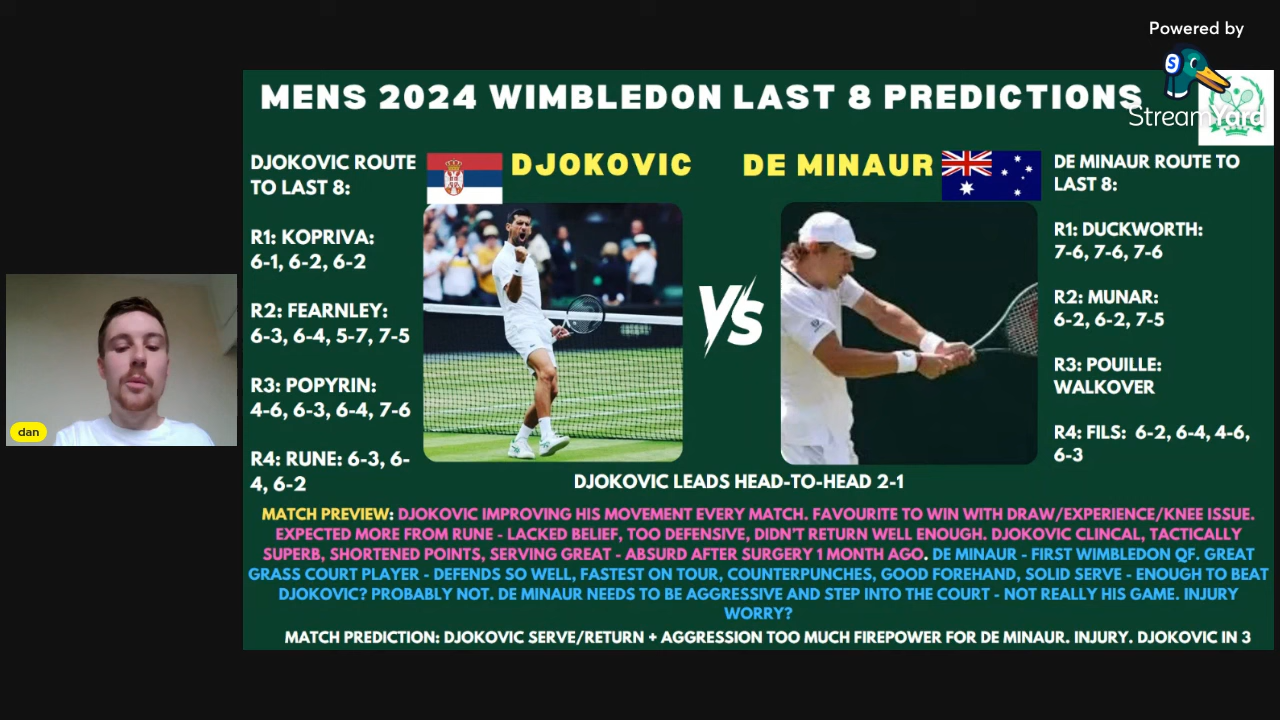 Powered by
StreamYard
MENS 2024 WIMBLEDON LAST 8 PREDICTIONS
DJOKOVIC ROUTE
TO LAST 8:
R1: KOPRIVA:
6-1, 6-2, 6-2
R2: FEARNLEY:
6-3, 6-4, 5-7, 7-5
R3: POPYRIN:
4-6, 6-3, 6-4, 7-6
R4: RUNE: 6-3, 6-
4, 6-2
DJOKOVIC
VS
DE MINAUR
DE MINAUR ROUTE TO
LAST 8:
R1: DUCKWORTH:
7-6, 7-6, 7-6
R2: MUNAR:
6-2, 6-2, 7-5
R3: POUILLE:
WALKOVER
R4: FILS: 6-2, 6-4, 4-6,
6-3
dan
DJOKOVIC LEADS HEAD-TO-HEAD 2-1
MATCH PREVIEW: DJOKOVIC IMPROVING HIS MOVEMENT EVERY MATCH. FAVOURITE TO WIN WITH DRAW/EXPERIENCE/KNEE ISSUE.
EXPECTED MORE FROM RUNE - LACKED BELIEF, TOO DEFENSIVE, DIDN'T RETURN WELL ENOUGH. DJOKOVIC CLINCAL, TACTICALLY
SUPERB, SHORTENED POINTS, SERVING GREAT - ABSURD AFTER SURGERY 1 MONTH AGO. DE MINAUR - FIRST WIMBLEDON QF. GREAT
GRASS COURT PLAYER - DEFENDS SO WELL, FASTEST ON TOUR, COUNTERPUNCHES, GOOD FOREHAND, SOLID SERVE - ENOUGH TO BEAT
DJOKOVIC? PROBABLY NOT. DE MINAUR NEEDS TO BE AGGRESSIVE AND STEP INTO THE COURT - NOT REALLY HIS GAME. INJURY
WORRY?
MATCH PREDICTION: DJOKOVIC SERVE/RETURN + AGGRESSION TOO MUCH FIREPOWER FOR DE MINAUR. INJURY. DJOKOVIC IN 3